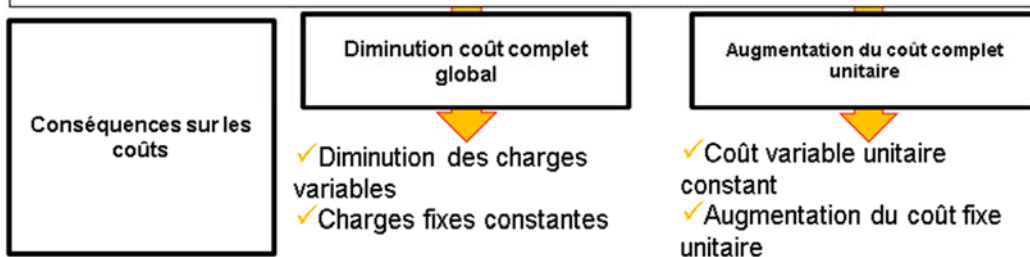 Conséquences sur les
coûts
Diminution coût complet
global
✓Diminution des charges
variables
✓Charges fixes constantes
Augmentation du coût complet
unitaire
✓Coût variable unitaire
constant
✓Augmentation du coût fixe
unitaire